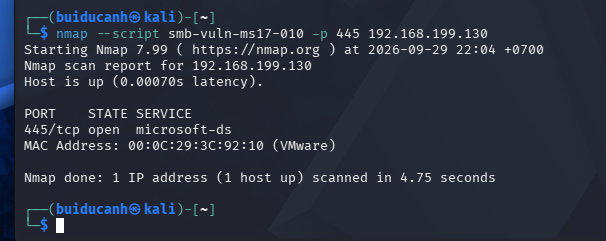 ┌──(buiducanh㉿kali)-[~]
└─$ nmap --script smb-vuln-ms17-010 -p 445 192.168.199.130
Starting Nmap 7.99 ( https://nmap.org ) at 2026-09-29 22:04 +0700
Nmap scan report for 192.168.199.130
Host is up (0.00070s latency).
PORT    STATE SERVICE
445/tcp open  microsoft-ds
MAC Address: 00:0C:29:3C:92:10 (VMware)
Nmap done: 1 IP address (1 host up) scanned in 4.75 seconds
┌──(buiducanh㉿kali)-[~]
└─$